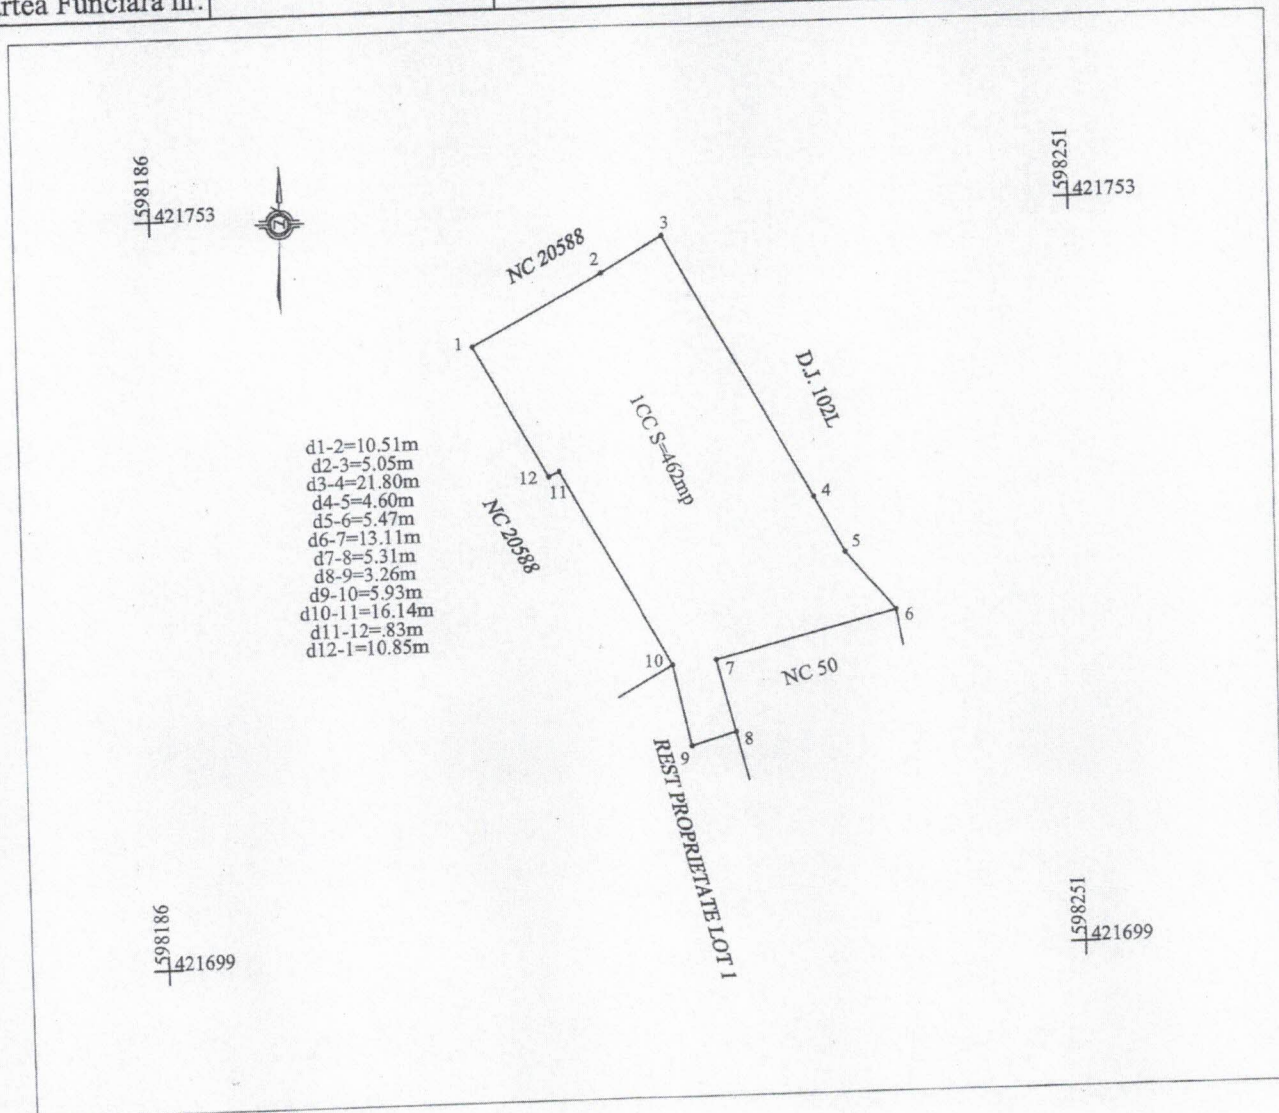 rtea Funciara nr.
598186
421753
598251
421753
NC 20588
3
2
1
D.J. 102L
1CC S=462mp
d1-2=10.51m
d2-3=5.05m
d3-4=21.80m
d4-5=4.60m
d5-6=5.47m
d6-7=13.11m
d7-8=5.31m
d8-9=3.26m
d9-10=5.93m
d10-11=16.14m
d11-12=.83m
d12-1=10.85m
12
11
NC 20588
4
5
6
10
7
NC 50
8
9
REST PROPRIETATE LOT 1
598186
421699
598251
421699